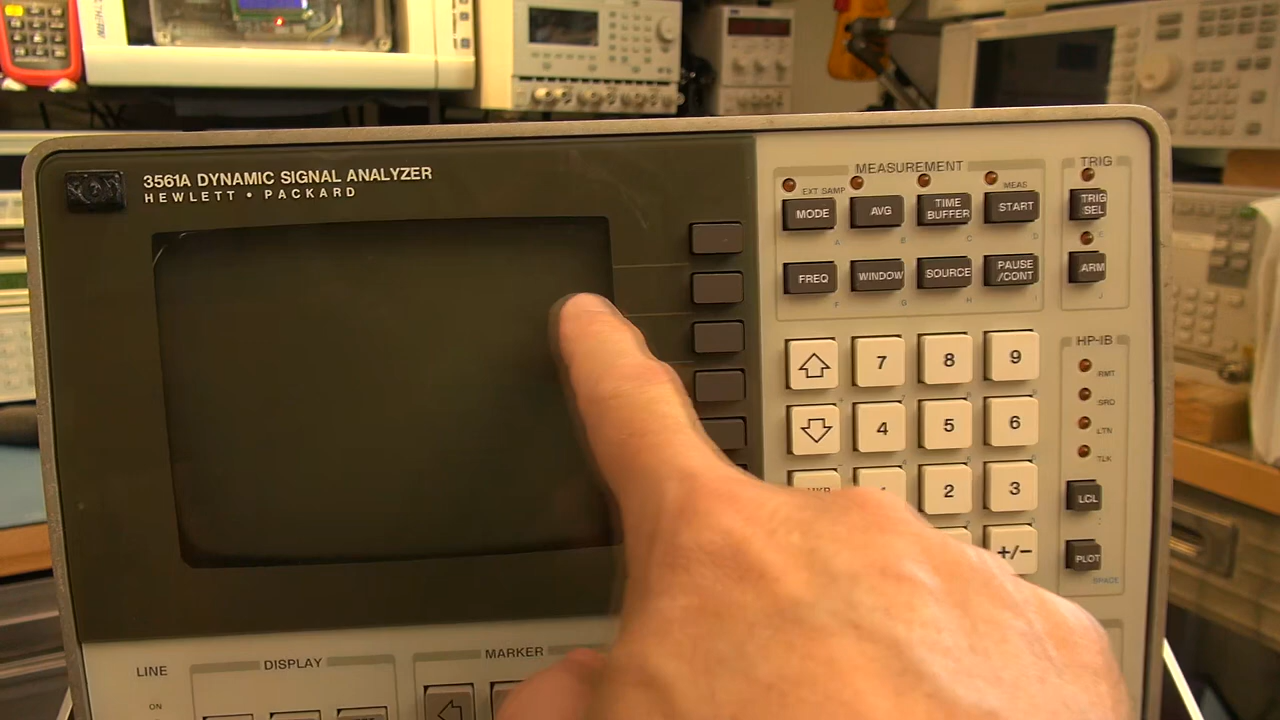 3561A DYNAMIC SIGNAL ANALYZER
HEWLETT • PACKARD
MEASUREMENT
TRIG
EXT SAMP
MEAS
MODE
AVG
TIME BUFFER
START
TRIG SEL
A
B
C
D
E
FREQ
WINDOW
SOURCE
PAUSE /CONT
ARM
F
G
H
I
J
HP-IB
7
8
9
RMT
SRQ
4
5
6
LTN
TLK
2
3
LCL
+/-
PLOT
SPACE
LINE
DISPLAY
MARKER
ON